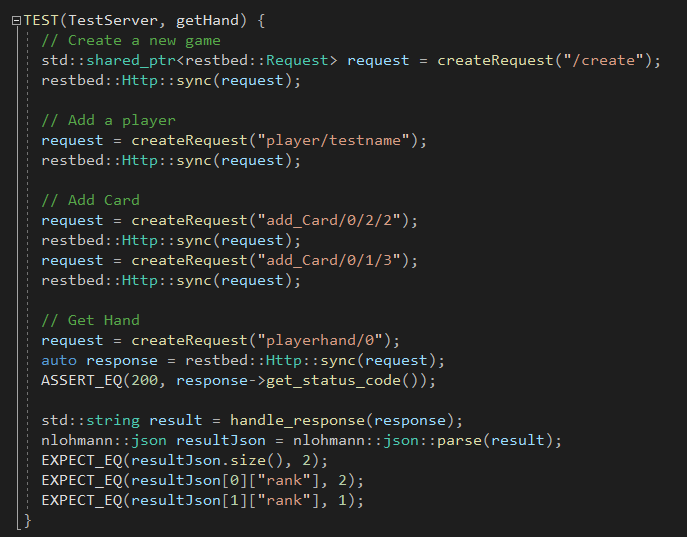 TEST(TestServer, getHand) {
// Create a new game
std::shared_ptr<restbed::Request> request = createRequest("/create");
restbed::Http::sync(request);
// Add a player
request = createRequest("player/testname");
restbed::Http::sync(request);
// Add Card
request = createRequest("add_Card/0/2/2");
restbed::Http::sync(request);
request = createRequest("add_Card/0/1/3");
restbed::Http::sync(request);
// Get Hand
request = createRequest("playerhand/0");
auto response = restbed::Http::sync(request);
ASSERT_EQ(200, response->get_status_code());
std::string result = handle_response(response);
nlohmann::json resultJson = nlohmann::json::parse(result);
EXPECT_EQ(resultJson.size(), 2);
EXPECT_EQ(resultJson[0]["rank"], 2);
EXPECT_EQ(resultJson[1]["rank"], 1);
}